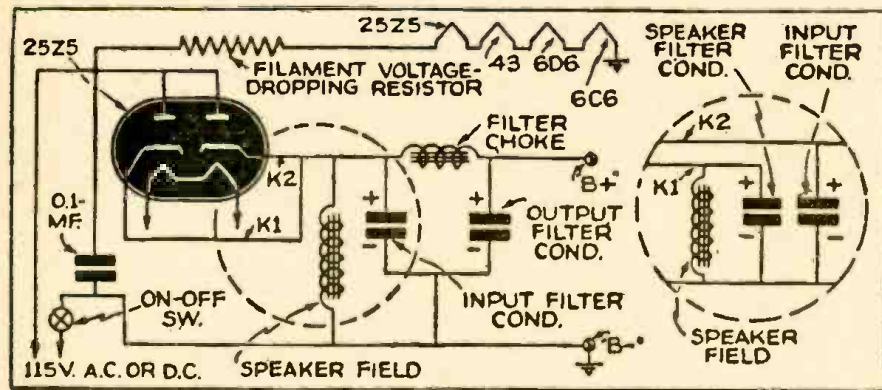 25Z5
25Z5
FILAMENT VOLTAGE-
DROPPING RESISTOR
43
6D6
6C6
SPEAKER
FILTER
COND.
INPUT
FILTER
COND.
FILTER
CHOKE
K2
K1
K2
K1
"B+"
0.1-
MF.
+
-
+
-
OUTPUT
FILTER
COND.
+
-
+
-
ON-OFF
SW.
INPUT FILTER
COND.
SPEAKER
FIELD
115V. A.C. OR D.C.
SPEAKER FIELD
"B-"